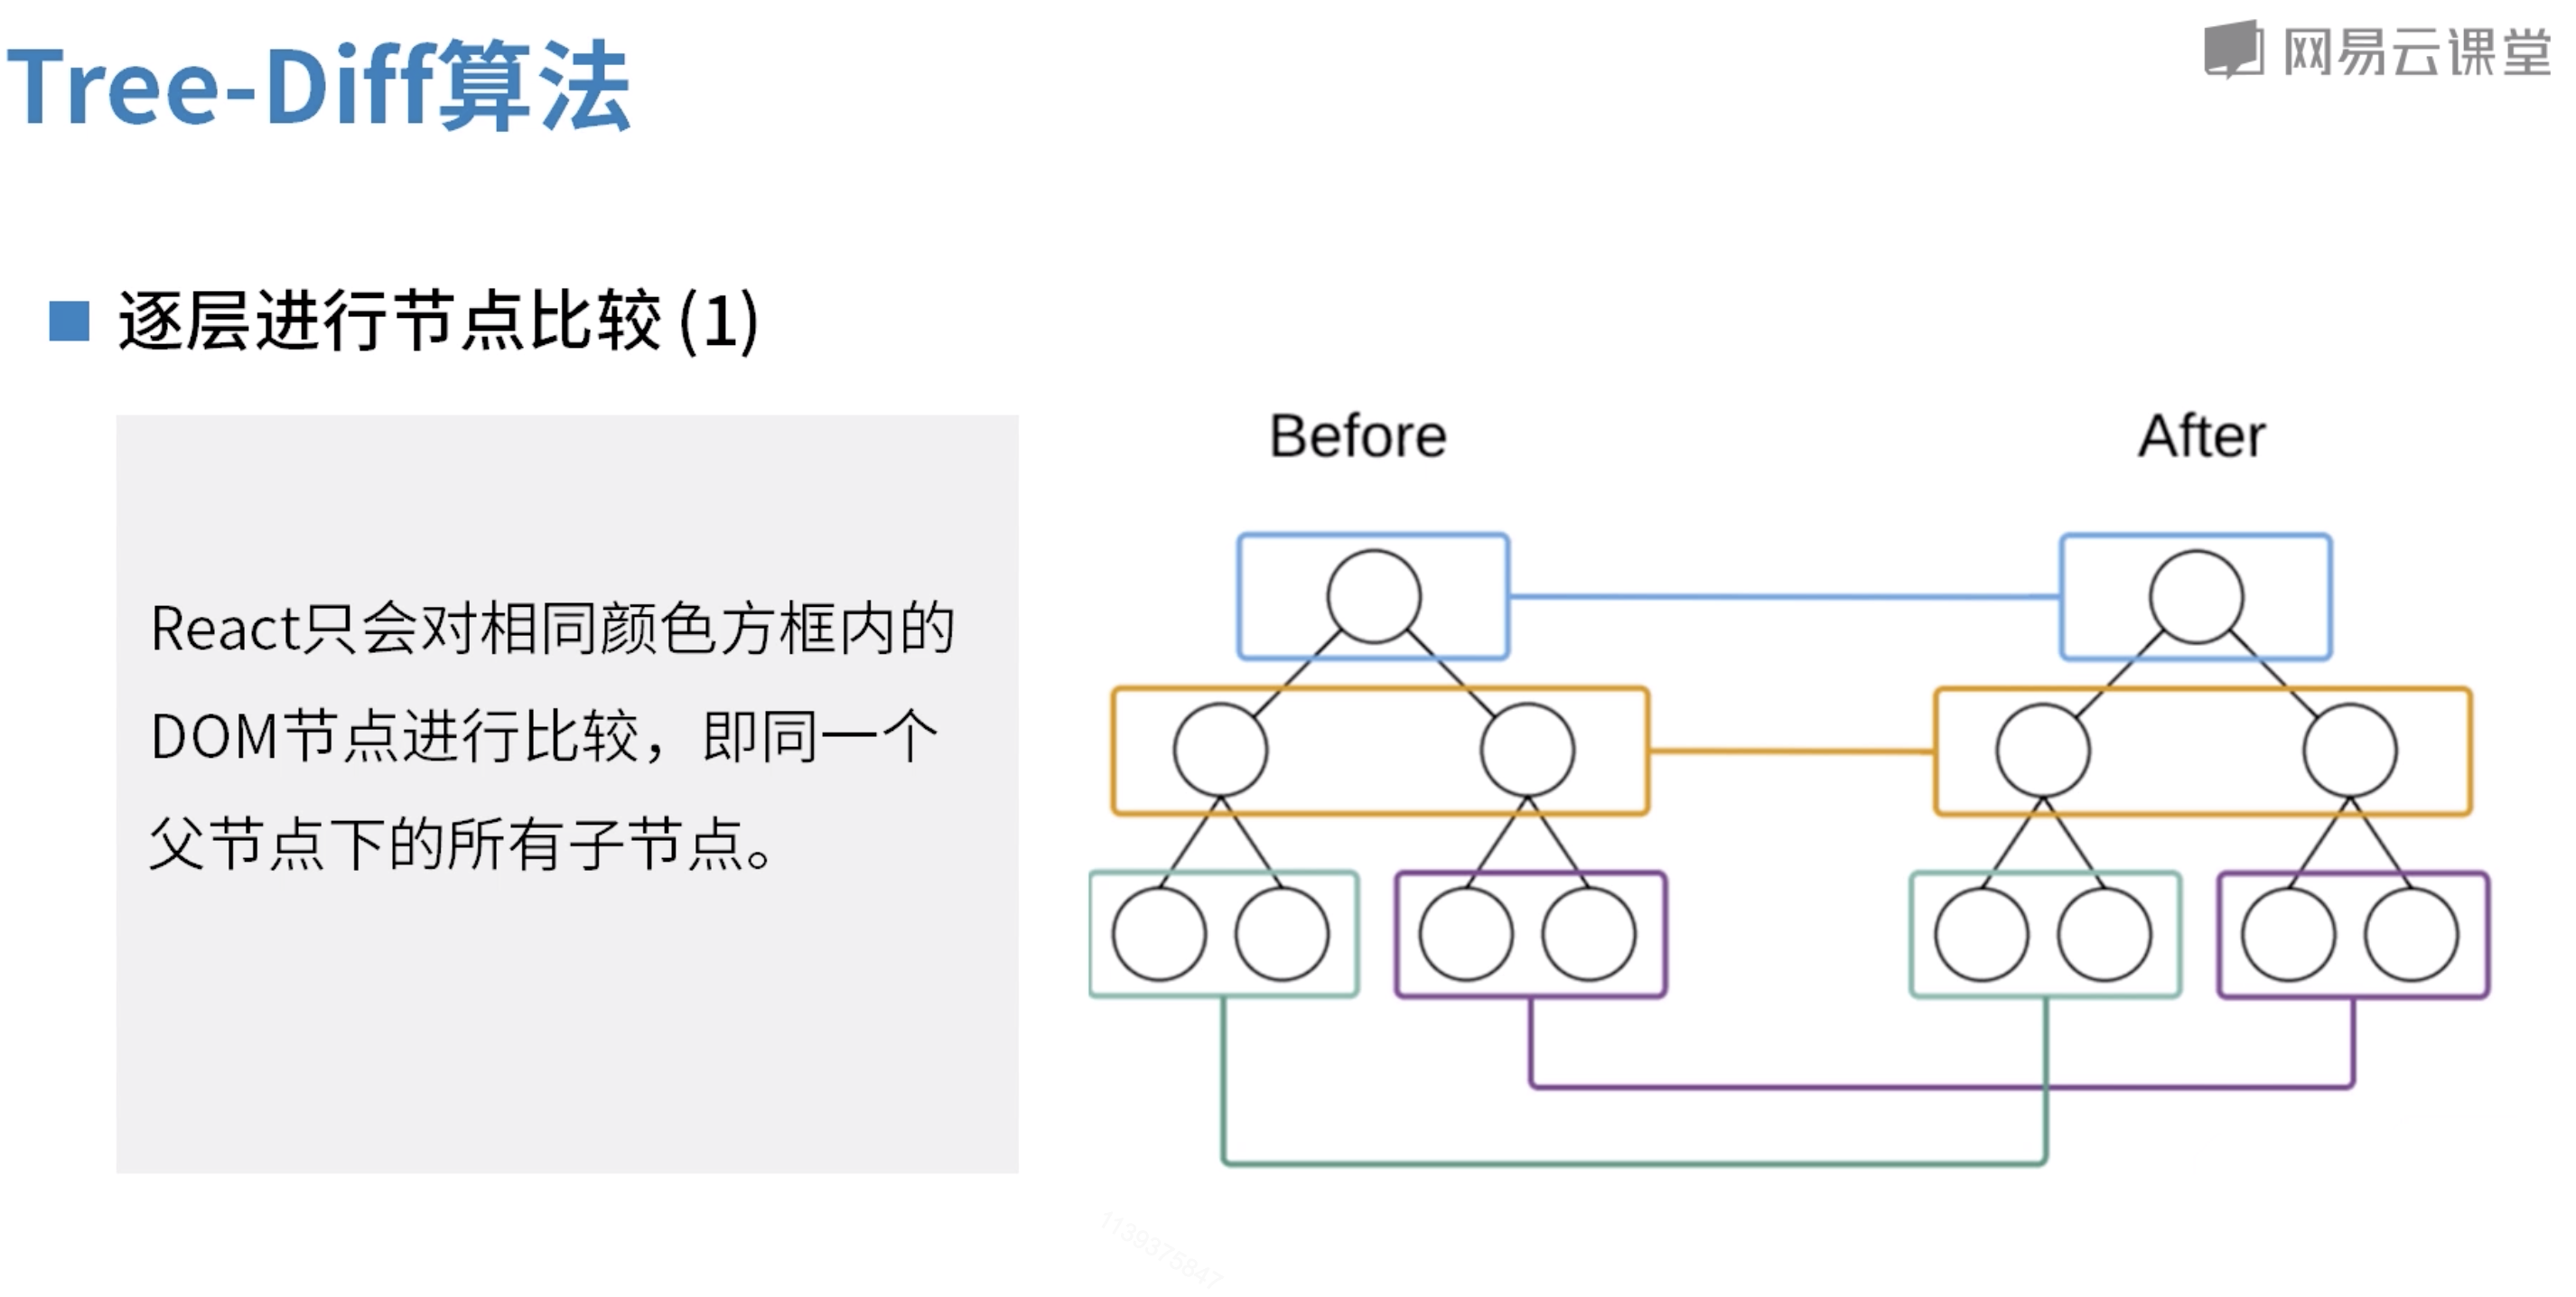 Tree-Diff算法
网易云课堂
逐层进行节点比较 (1)
React只会对相同颜色方框内的
DOM节点进行比较，即同一个
父节点下的所有子节点。
Before
After
1139375847